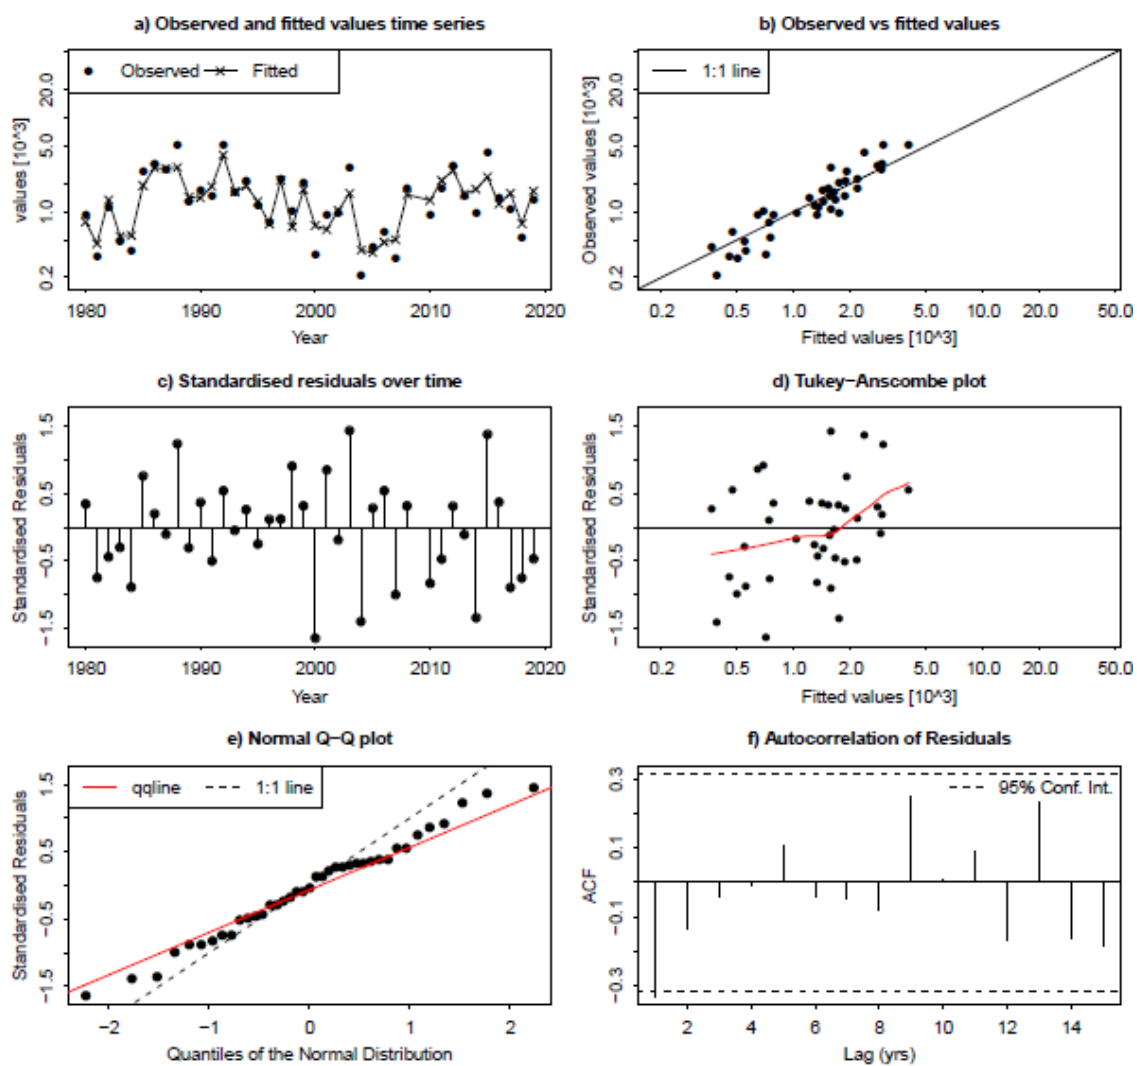 a) Observed and fitted values time series
values [10^3]
20.0
5.0
1.0
0.2
Observed Fitted
1980 1990 2000 2010 2020
Year
b) Observed vs fitted values
Observed values [10^3]
20.0
5.0
1.0
0.2
1:1 line
0.2 0.5 1.0 2.0 5.0 10.0 20.0 50.0
Fitted values [10^3]
c) Standardised residuals over time
Standardised Residuals
1.5
0.5
−0.5
−1.5
1980 1990 2000 2010 2020
Year
d) Tukey−Anscombe plot
Standardised Residuals
1.5
0.5
−0.5
−1.5
0.2 0.5 1.0 2.0 5.0 10.0 20.0 50.0
Fitted values [10^3]
e) Normal Q−Q plot
Standardised Residuals
1.5
0.5
−0.5
−1.5
qqline 1:1 line
−2 −1 0 1 2
Quantiles of the Normal Distribution
f) Autocorrelation of Residuals
ACF
0.3
0.1
−0.1
−0.3
95% Conf. Int.
2 4 6 8 10 12 14
Lag (yrs)